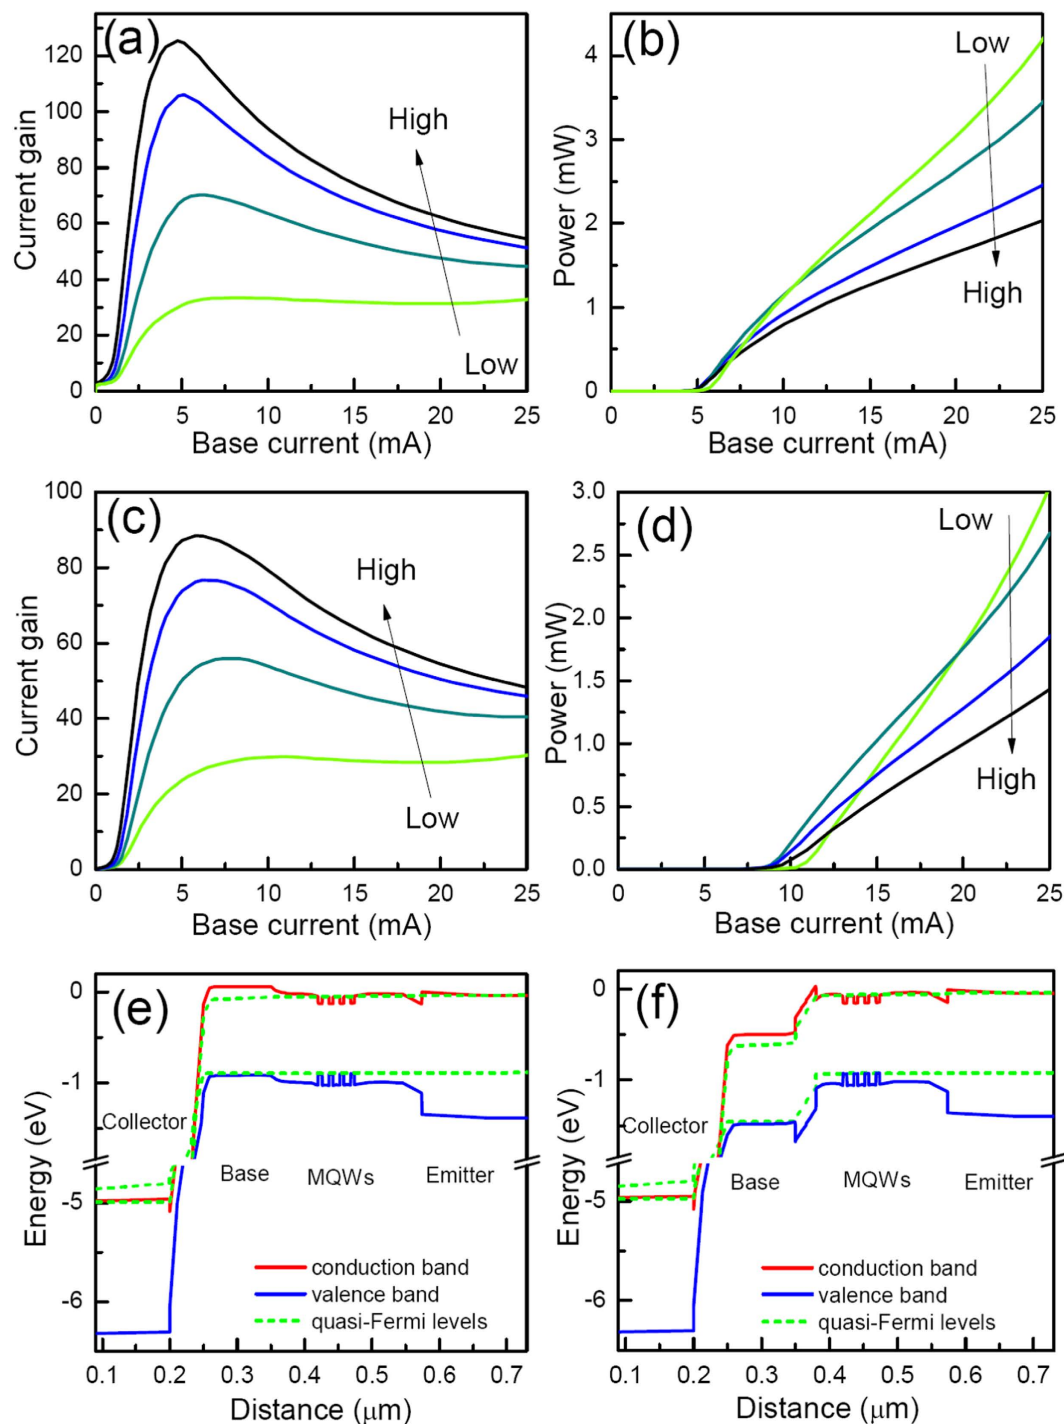 (a)
120
100
80
60
40
20
0
Current gain
High
Low
0 5 10 15 20 25
Base current (mA)
(b)
4
3
2
1
0
Power (mW)
Low
High
0 5 10 15 20 25
Base current (mA)
(c)
100
80
60
40
20
0
Current gain
High
Low
0 5 10 15 20 25
Base current (mA)
(d)
3.0
2.5
2.0
1.5
1.0
0.5
0.0
Power (mW)
Low
High
0 5 10 15 20 25
Base current (mA)
(e)
0
-1
-5
-6
Energy (eV)
Collector
Base MQWs Emitter
conduction band
valence band
quasi-Fermi levels
0.1 0.2 0.3 0.4 0.5 0.6 0.7
Distance (μm)
(f)
0
-1
-5
-6
Energy (eV)
Collector
Base MQWs Emitter
conduction band
valence band
quasi-Fermi levels
0.1 0.2 0.3 0.4 0.5 0.6 0.7
Distance (μm)